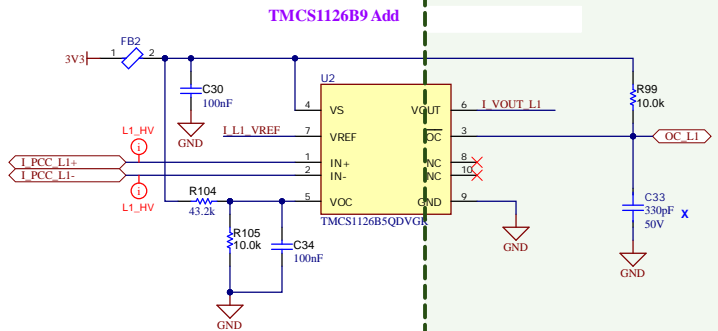 TMCS1126B9 Add
FB2
1
2
3V3
C30
100nF
GND
U2
4
VS
VOUT
6
I_VOUT_L1
R99
10.0k
I_L1_VREF
7
VREF
OC
3
OC_L1
L1_HV
I_PCC_L1+
1
IN+
NC
8
I_PCC_L1-
2
IN-
NC
10
L1_HV
R104
43.2k
5
VOC
GND
9
TMCS1126B5QDVGR
C33
330pF
50V
X
R105
10.0k
C34
100nF
GND
GND
GND